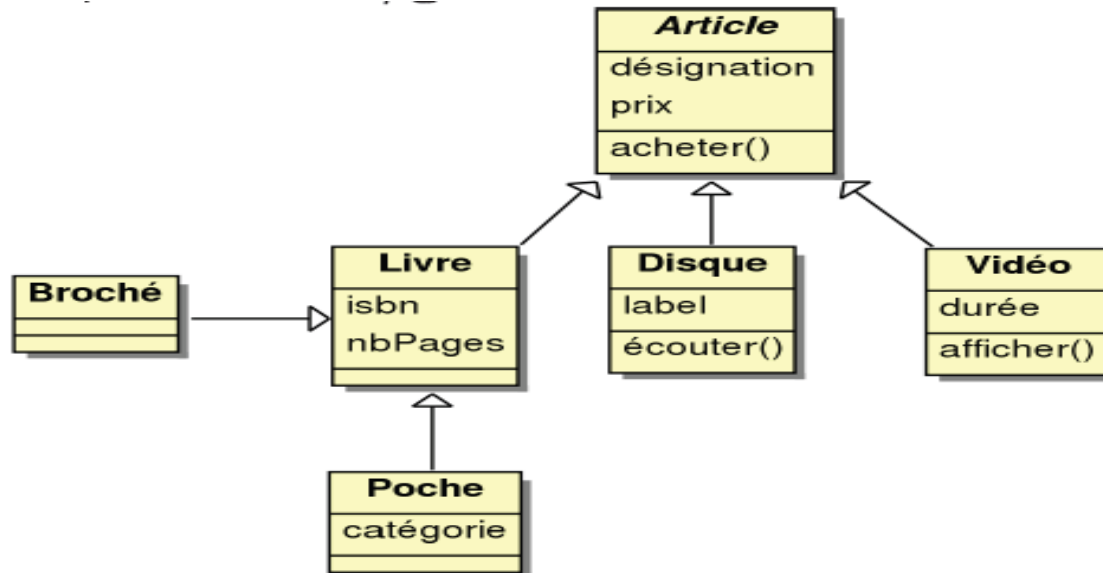 Article
désignation
prix
acheter()
Livre
isbn
nbPages
Disque
label
écouter()
Vidéo
durée
afficher()
Broché
Poche
catégorie